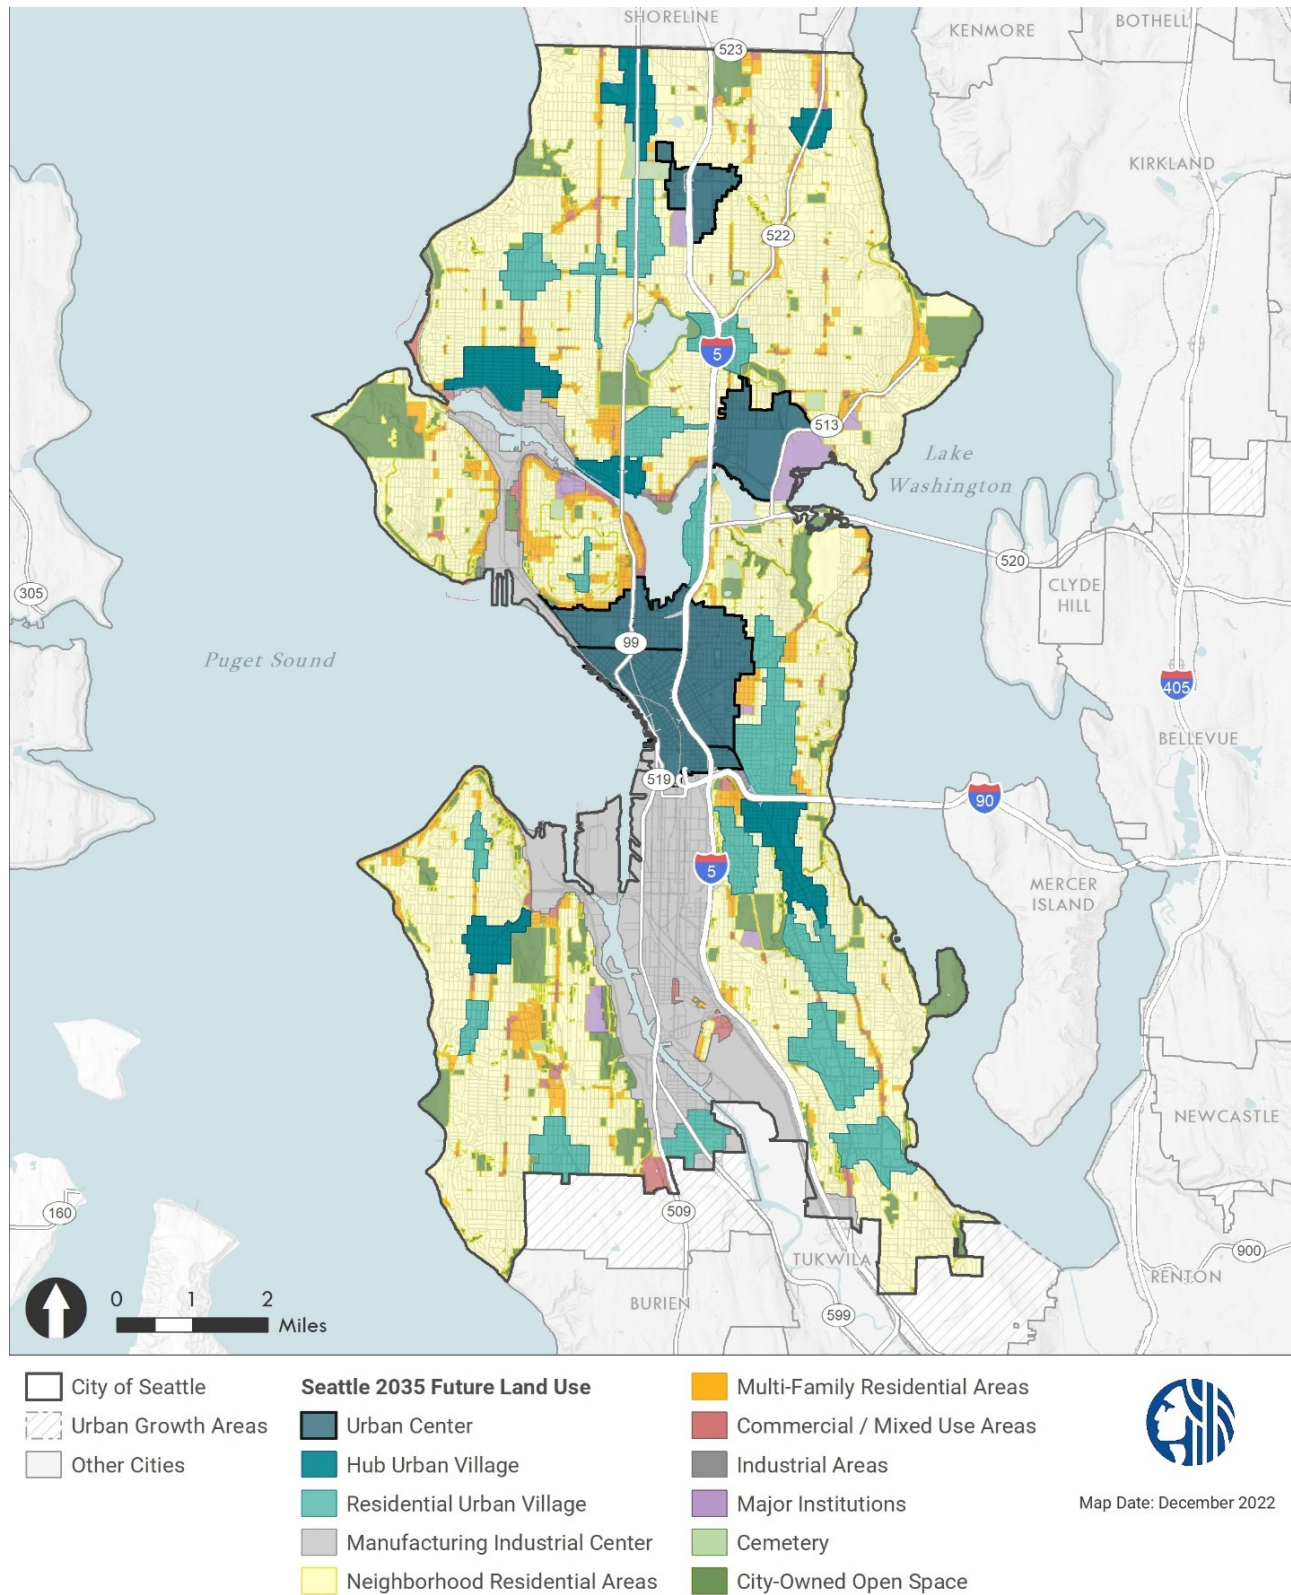 SHORELINE
BOTHELL
KENMORE
523
KIRKLAND
522
5
513
Lake
Washington
520
CLYDE
HILL
305
99
Puget Sound
405
BELLEVUE
519
90
5
MERCER
ISLAND
NEWCASTLE
160
509
TUKWILA
900
RENTON
BURIEN
599
0 1 2
Miles
City of Seattle
Urban Growth Areas
Other Cities
Seattle 2035 Future Land Use
Urban Center
Hub Urban Village
Residential Urban Village
Manufacturing Industrial Center
Neighborhood Residential Areas
Multi-Family Residential Areas
Commercial / Mixed Use Areas
Industrial Areas
Major Institutions
Cemetery
City-Owned Open Space
Map Date: December 2022